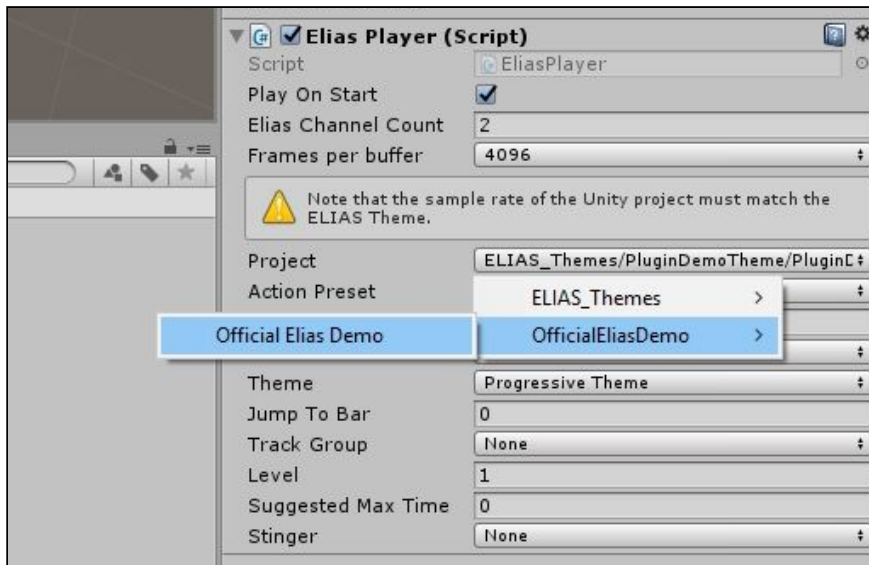 Elias Player (Script)
Script EliasPlayer
Play On Start
Elias Channel Count 2
Frames per buffer 4096
Note that the sample rate of the Unity project must match the
ELIAS Theme.
Project ELIAS_Themes/PluginDemoTheme/PluginD
Action Preset
ELIAS_Themes >
Official Elias Demo OfficialEliasDemo >
Theme Progressive Theme
Jump To Bar 0
Track Group None
Level 1
Suggested Max Time 0
Stinger None